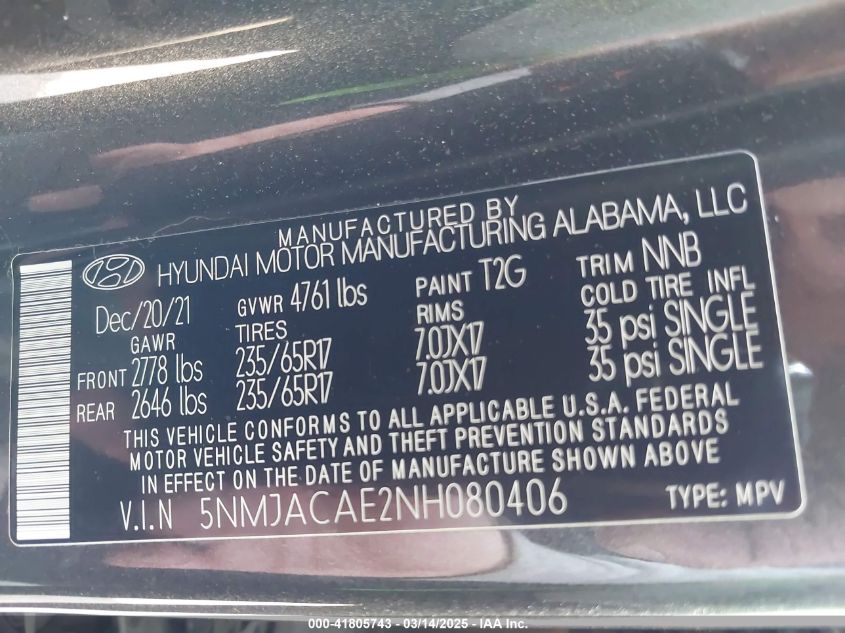 MANUFACTURED BY
HYUNDAI MOTOR MANUFACTURING ALABAMA, LLC
Dec/20/21 GVWR 4761 lbs PAINT T2G TRIM NNB
GAWR TIRES RIMS COLD TIRE INFL
FRONT 2778 lbs 235/65R17 7.0JX17 35 psi SINGLE
REAR 2646 lbs 235/65R17 7.0JX17 35 psi SINGLE
THIS VEHICLE CONFORMS TO ALL APPLICABLE U.S.A. FEDERAL
MOTOR VEHICLE SAFETY AND THEFT PREVENTION STANDARDS
IN EFFECT ON THE DATE OF MANUFACTURE SHOWN ABOVE
V.I.N 5NMJACAE2NH080406 TYPE: MPV
000-41805743 - 03/14/2025 - IAA Inc.